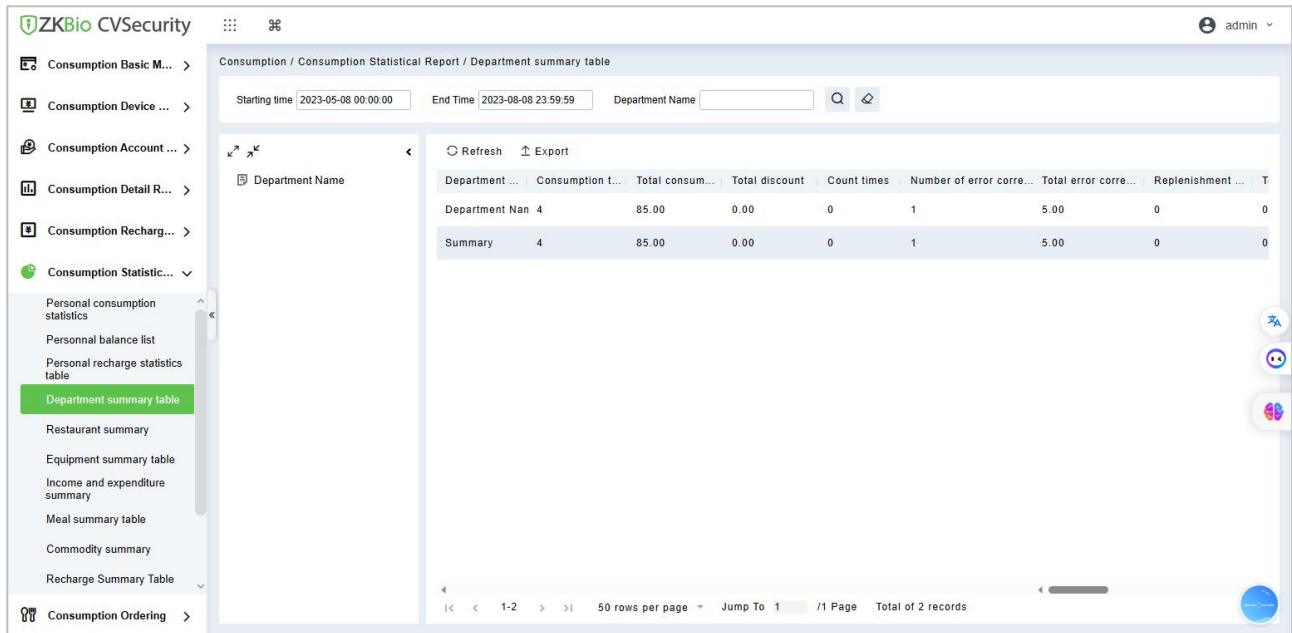 ZKBio CVSecurity
admin
Consumption Basic M...
Consumption Device ...
Consumption Account ...
Consumption Detail R...
Consumption Recharg...
Consumption Statistic...
Personal consumption
statistics
Personnal balance list
Personal recharge statistics
table
Department summary table
Restaurant summary
Equipment summary table
Income and expenditure
summary
Meal summary table
Commodity summary
Recharge Summary Table
Consumption Ordering
Consumption / Consumption Statistical Report / Department summary table
Starting time 2023-05-08 00:00:00 End Time 2023-08-08 23:59:59 Department Name
Department Name
Refresh Export
Department ... Consumption t... Total consum... Total discount Count times Number of error corre... Total error corre... Replenishment ... T
Department Nan 4 85.00 0.00 0 1 5.00 0 0
Summary 4 85.00 0.00 0 1 5.00 0 0
1-2 50 rows per page Jump To 1 /1 Page Total of 2 records